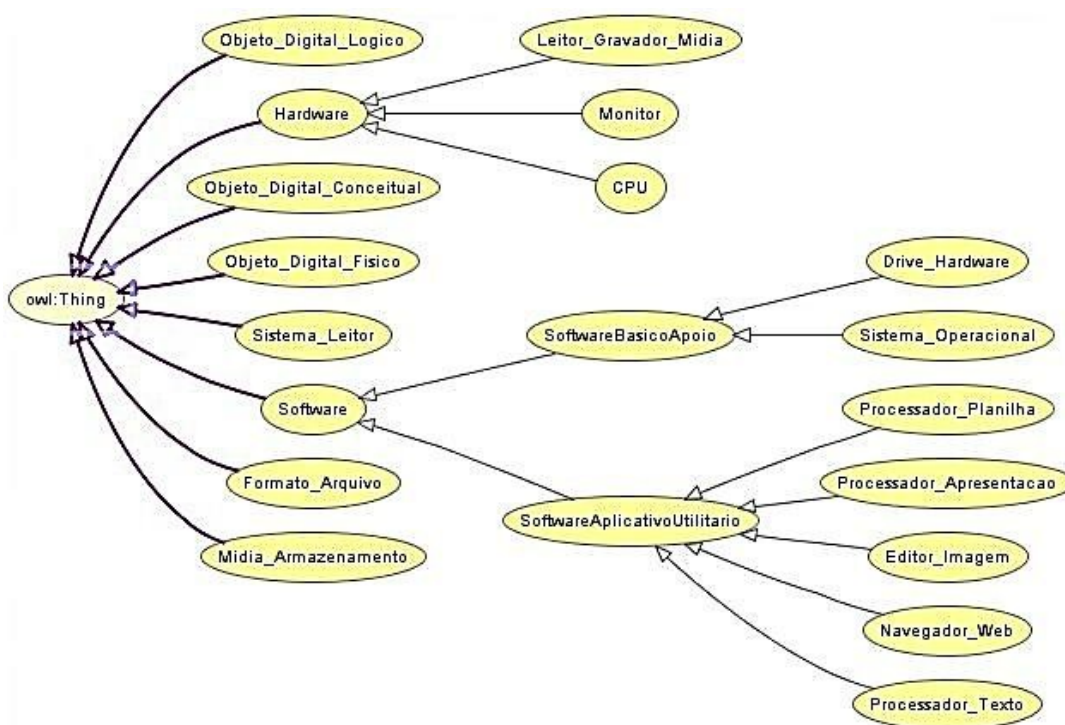 Objeto_Digital_Logico
Leitor_Gravador_Midia
Hardware
Monitor
Objeto_Digital_Conceitual
CPU
Objeto_Digital_Fisico
Drive_Hardware
owl:Thing
Sistema_Leitor
SoftwareBasicoApoio
Sistema_Operacional
Software
Processador_Planilha
Formato_Arquivo
Processador_Apresentacao
SoftwareAplicativoUtilitario
Midia_Armazenamento
Editor_Imagem
Navegador_Web
Processador_Texto